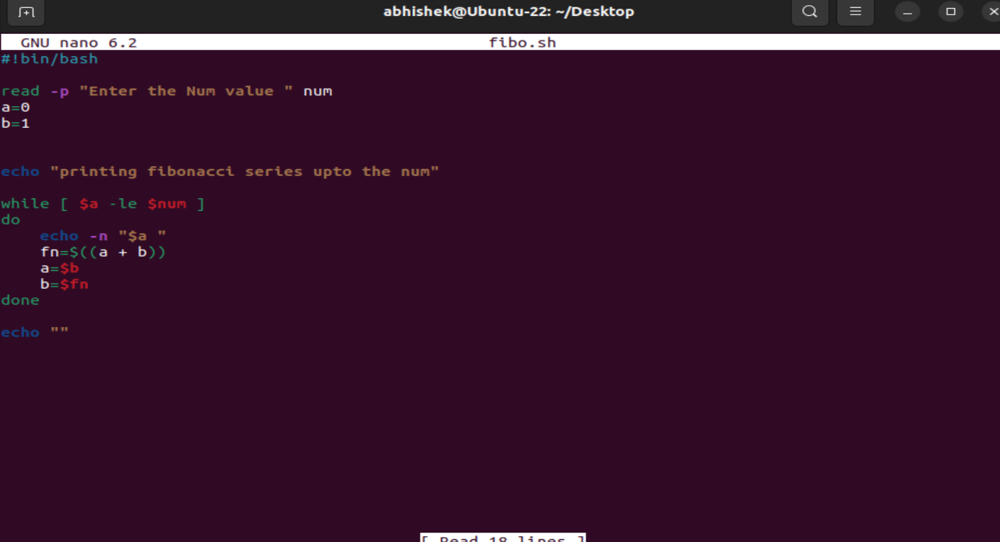 abhishek@Ubuntu-22: ~/Desktop
GNU nano 6.2 fibo.sh
#!bin/bash
read -p "Enter the Num value " num
a=0
b=1
echo "printing fibonacci series upto the num"
while [ $a -le $num ]
do
    echo -n "$a "
    fn=$((a + b))
    a=$b
    b=$fn
done
echo ""
[ Read 18 lines ]